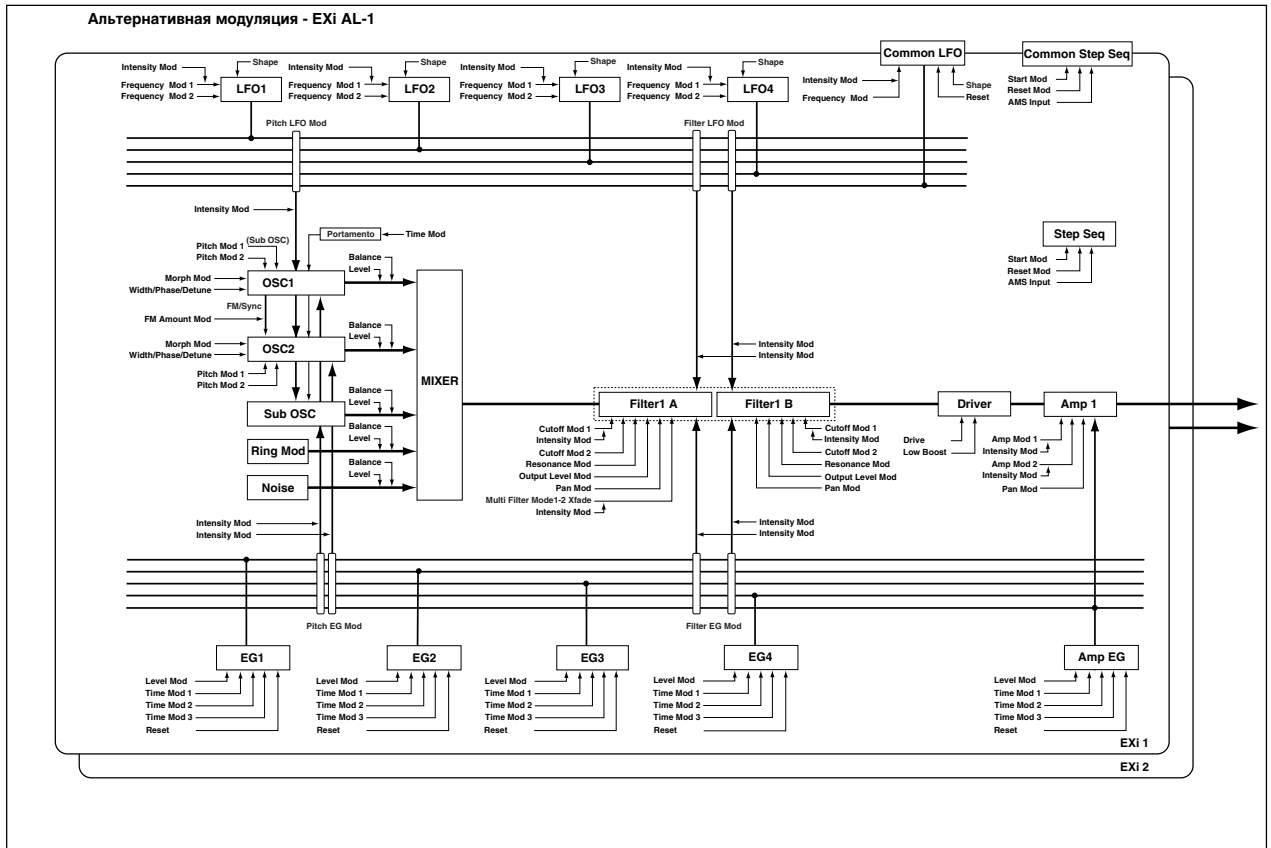 Альтернативная модуляция - EXi AL-1
Common LFO
Intensity Mod
Frequency Mod
Shape
Reset
Common Step Seq
Start Mod
Reset Mod
AMS Input
Intensity Mod
Shape
Frequency Mod 1
Frequency Mod 2
LFO1
Intensity Mod
Shape
Frequency Mod 1
Frequency Mod 2
LFO2
Intensity Mod
Shape
Frequency Mod 1
Frequency Mod 2
LFO3
Intensity Mod
Shape
Frequency Mod 1
Frequency Mod 2
LFO4
Pitch LFO Mod
Filter LFO Mod
Intensity Mod
Portamento
Time Mod
(Sub OSC)
Pitch Mod 1
Pitch Mod 2
Morph Mod
Width/Phase/Detune
OSC1
Balance
Level
FM/Sync
FM Amount Mod
Morph Mod
Width/Phase/Detune
OSC2
Balance
Level
Pitch Mod 1
Pitch Mod 2
Sub OSC
Balance
Level
Ring Mod
Balance
Level
Noise
Balance
Level
MIXER
Step Seq
Start Mod
Reset Mod
AMS Input
Intensity Mod
Intensity Mod
Filter1 A
Cutoff Mod 1
Intensity Mod
Cutoff Mod 2
Resonance Mod
Output Level Mod
Pan Mod
Multi Filter Mode1-2 Xfade
Intensity Mod
Filter1 B
Cutoff Mod 1
Intensity Mod
Cutoff Mod 2
Resonance Mod
Output Level Mod
Pan Mod
Driver
Drive
Low Boost
Amp 1
Amp Mod 1
Intensity Mod
Amp Mod 2
Intensity Mod
Pan Mod
Intensity Mod
Intensity Mod
Intensity Mod
Intensity Mod
Pitch EG Mod
Filter EG Mod
EG1
Level Mod
Time Mod 1
Time Mod 2
Time Mod 3
Reset
EG2
Level Mod
Time Mod 1
Time Mod 2
Time Mod 3
Reset
EG3
Level Mod
Time Mod 1
Time Mod 2
Time Mod 3
Reset
EG4
Level Mod
Time Mod 1
Time Mod 2
Time Mod 3
Reset
Amp EG
Level Mod
Time Mod 1
Time Mod 2
Time Mod 3
Reset
EXi 1
EXi 2